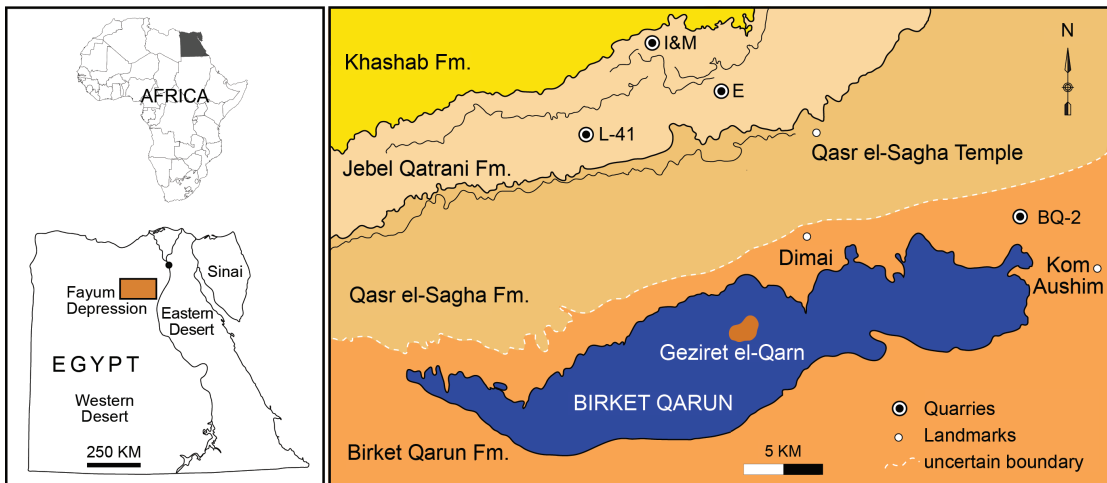 AFRICA
Sinai
Fayum
Depression
Eastern
Desert
EGYPT
Western
Desert
250 KM
Khashab Fm.
I&M
N
E
L-41
Jebel Qatrani Fm.
Qasr el-Sagha Temple
BQ-2
Dimai
Kom
Aushim
Qasr el-Sagha Fm.
Geziret el-Qarn
BIRKET QARUN
Quarries
Landmarks
Birket Qarun Fm.
uncertain boundary
5 KM